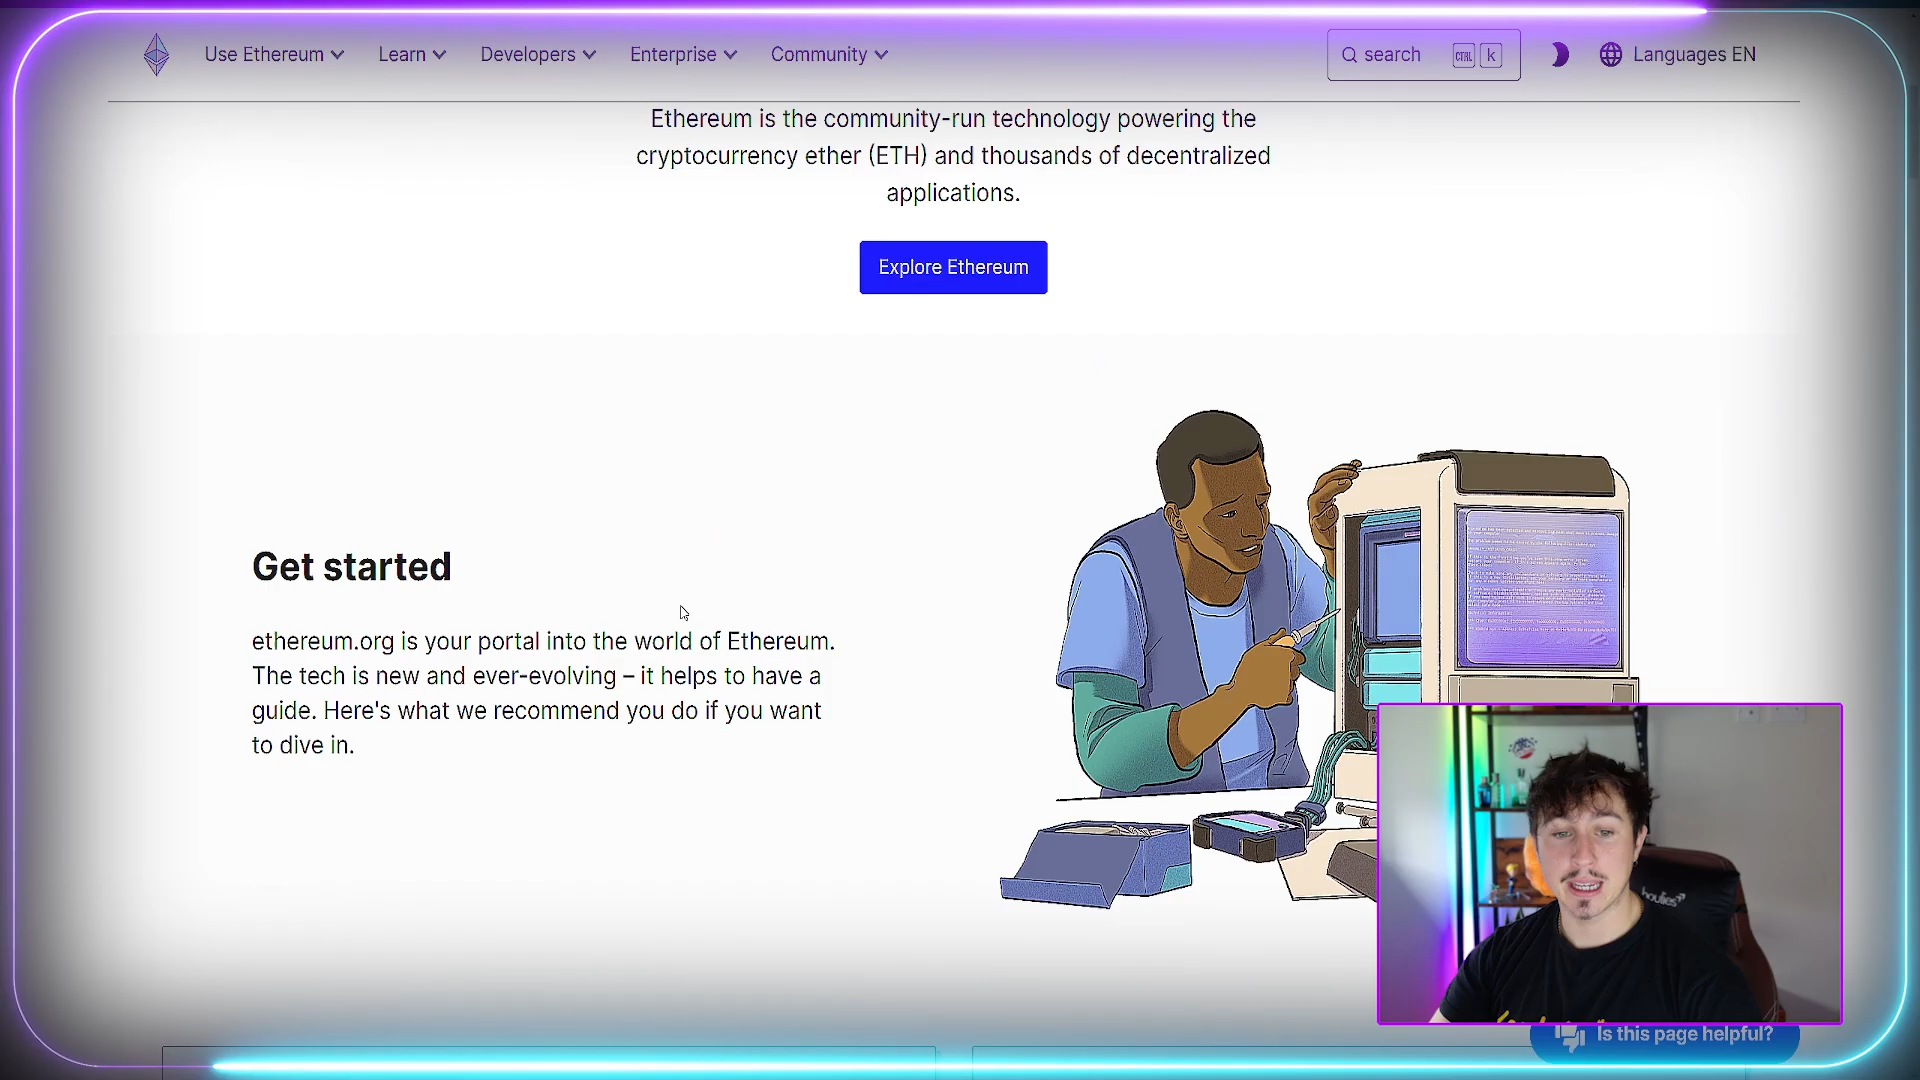 Use Ethereum
Learn
Developers
Enterprise
Community
search
CTRL
k
Languages EN
Ethereum is the community-run technology powering the
cryptocurrency ether (ETH) and thousands of decentralized
applications.
Explore Ethereum
Get started
ethereum.org is your portal into the world of Ethereum.
The tech is new and ever-evolving – it helps to have a
guide. Here's what we recommend you do if you want
to dive in.
Is this page helpful?